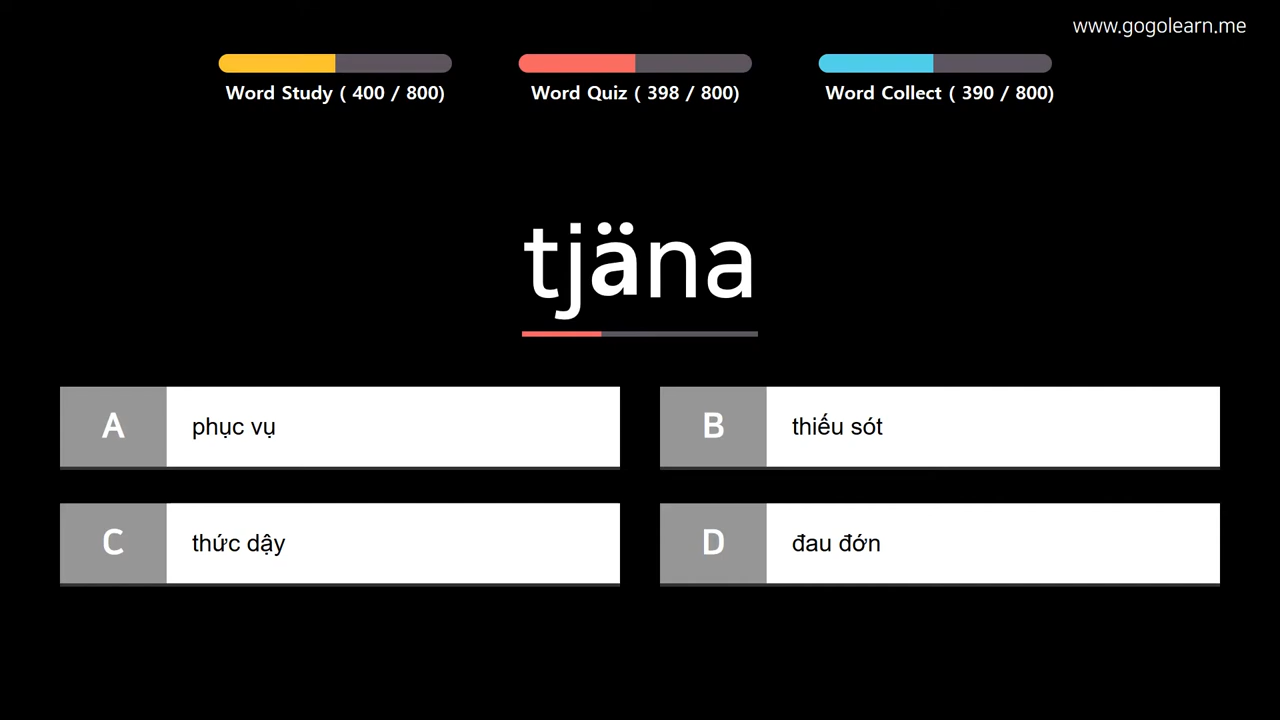 www.gogolearn.me
Word Study ( 400 / 800)
Word Quiz ( 398 / 800)
Word Collect ( 390 / 800)
tjäna
A
phục vụ
B
thiếu sót
C
thức dậy
D
đau đớn